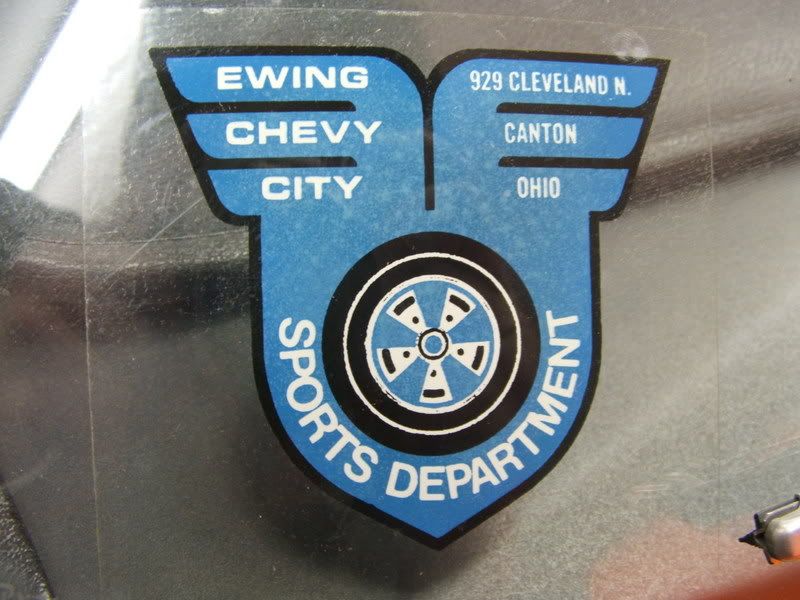 EWING
CHEVY
CITY
929 CLEVELAND N.
CANTON
OHIO
SPORTS DEPARTMENT